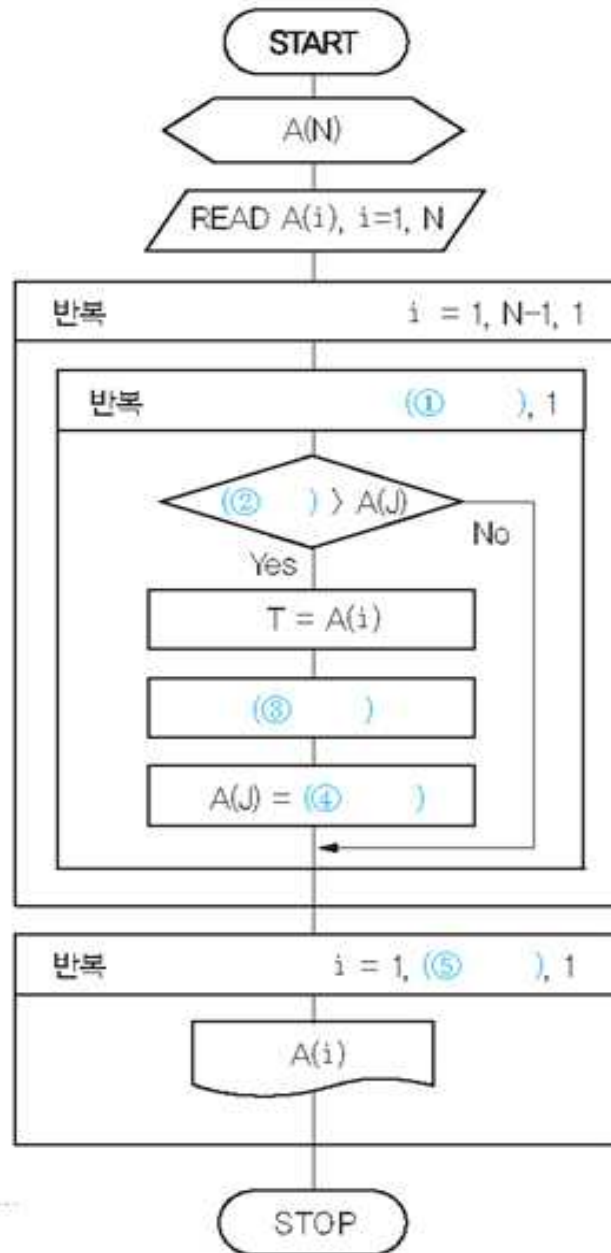 START
A(N)
READ A(i), i=1, N
반복 i = 1, N-1, 1
반복 (① ), 1
(② ) > A(J)
No
Yes
T = A(i)
(③ )
A(J) = (④ )
반복 i = 1, (⑤ ), 1
A(i)
STOP